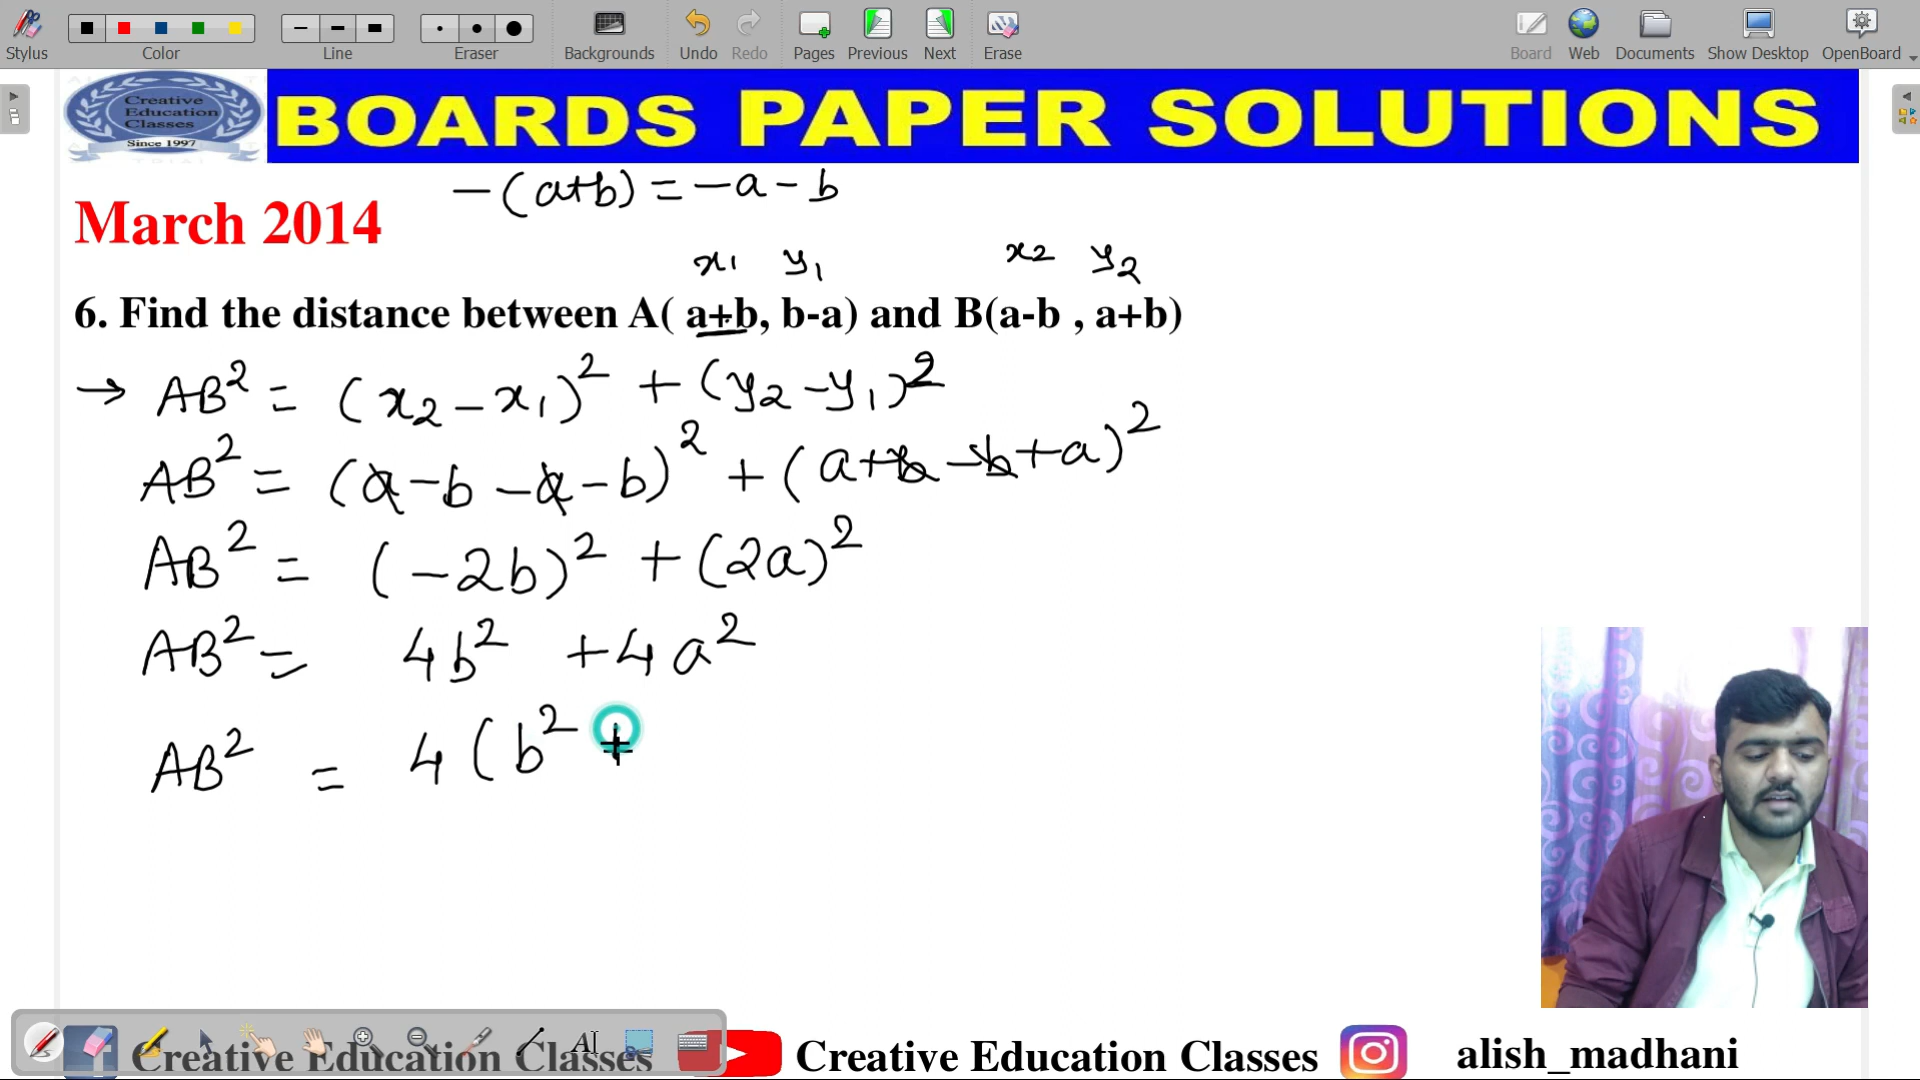 Stylus Color Line Eraser Backgrounds Undo Redo Pages Previous Next Erase Board Web Documents Show Desktop OpenBoard
Creative
Education
Classes
Since 1997
BOARDS PAPER SOLUTIONS
-(a+b) = -a - b
March 2014
x1 y1 x2 y2
6. Find the distance between A( a+b, b-a) and B(a-b , a+b)
→ AB² = (x2 - x1)² + (y2 - y1)²
AB² = (a - b - a - b)² + (a+b - b + a)²
AB² = (-2b)² + (2a)²
AB² = 4b² + 4a²
AB² = 4(b² +
Creative Education Classes Creative Education Classes alish_madhani